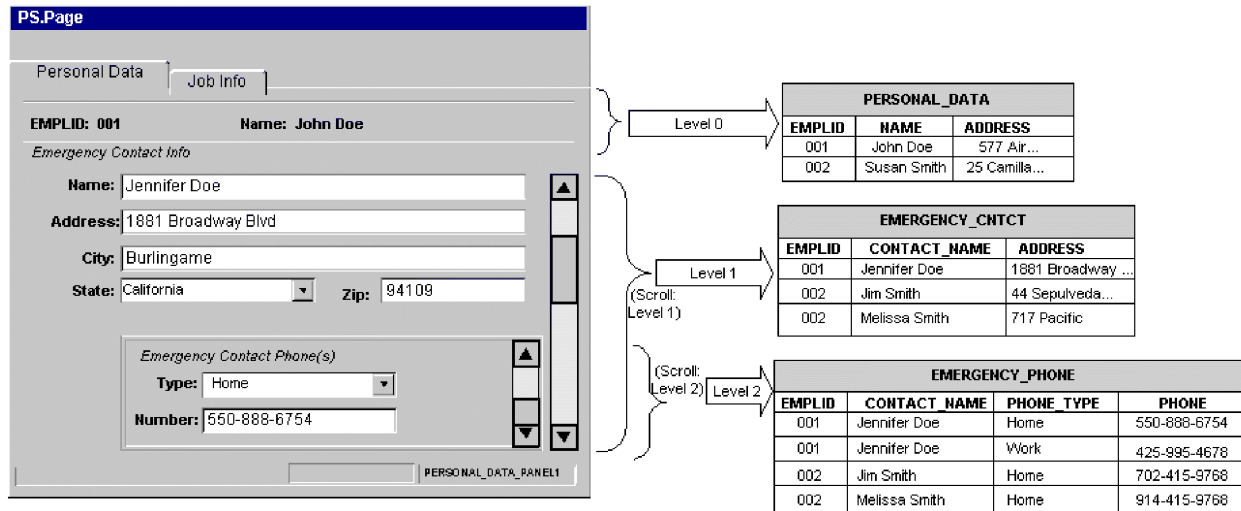 PS.Page
Personal Data
Job Info
EMPLID: 001 Name: John Doe
Emergency Contact Info
Name: Jennifer Doe
Address: 1881 Broadway Blvd
City: Burlingame
State: California Zip: 94109
Emergency Contact Phone(s)
Type: Home
Number: 550-888-6754
PERSONAL_DATA_PANEL1
Level 0
PERSONAL_DATA
EMPLID NAME ADDRESS
001 John Doe 577 Air...
002 Susan Smith 25 Camilla...
(Scroll:
Level 1)
Level 1
EMERGENCY_CNTCT
EMPLID CONTACT_NAME ADDRESS
001 Jennifer Doe 1881 Broadway ...
002 Jim Smith 44 Sepulveda...
002 Melissa Smith 717 Pacific
(Scroll:
Level 2)
Level 2
EMERGENCY_PHONE
EMPLID CONTACT_NAME PHONE_TYPE PHONE
001 Jennifer Doe Home 550-888-6754
001 Jennifer Doe Work 425-995-4678
002 Jim Smith Home 702-415-9768
002 Melissa Smith Home 914-415-9768